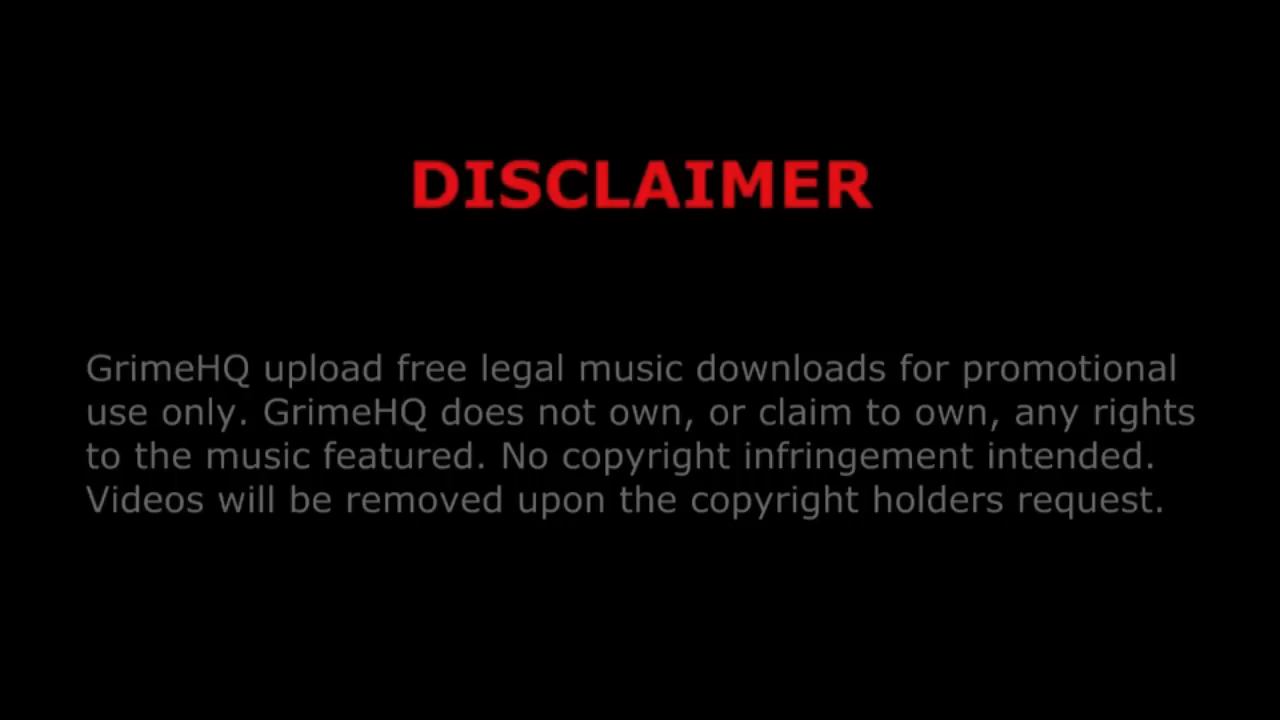 DISCLAIMER
GrimeHQ upload free legal music downloads for promotional
use only. GrimeHQ does not own, or claim to own, any rights
to the music featured. No copyright infringement intended.
Videos will be removed upon the copyright holders request.